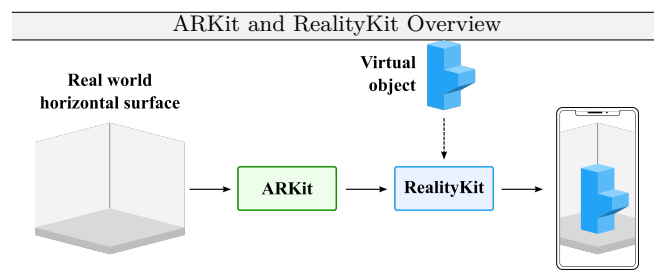 ARKit and RealityKit Overview
Virtual
object
Real world
horizontal surface
ARKit
RealityKit